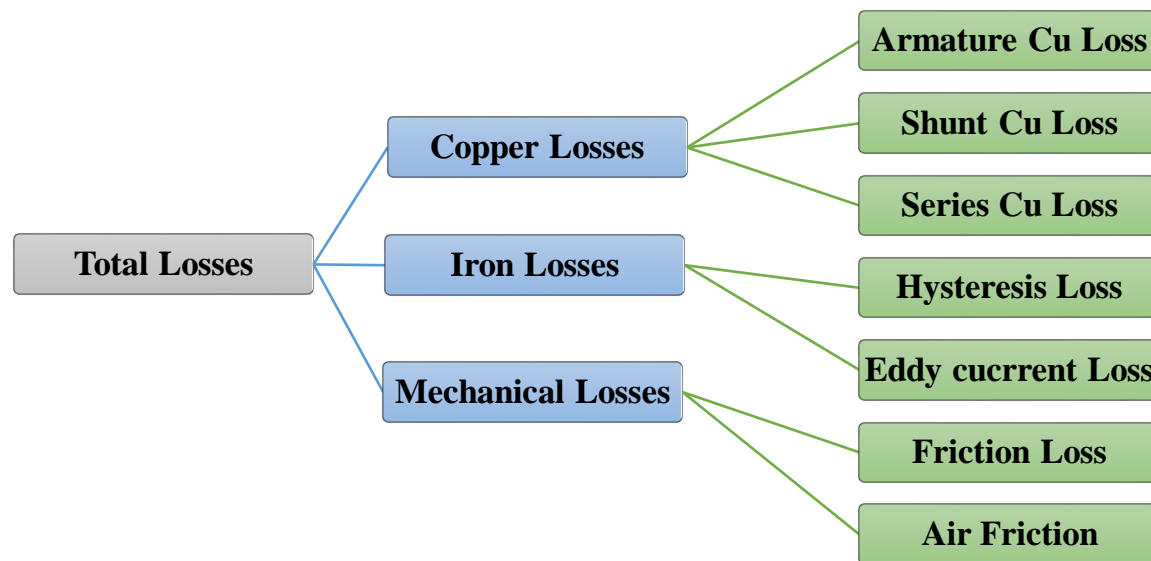 Total Losses
Copper Losses
Iron Losses
Mechanical Losses
Armature Cu Loss
Shunt Cu Loss
Series Cu Loss
Hysteresis Loss
Eddy cucrrent Loss
Friction Loss
Air Friction